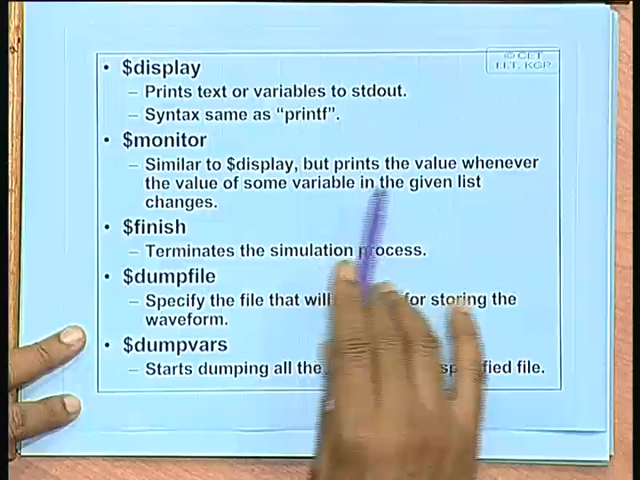 © CET
I.I.T. KGP
• $display
– Prints text or variables to stdout.
– Syntax same as "printf".
• $monitor
– Similar to $display, but prints the value whenever
the value of some variable in the given list
changes.
• $finish
– Terminates the simulation process.
• $dumpfile
– Specify the file that will for storing the
waveform.
• $dumpvars
– Starts dumping all the file.